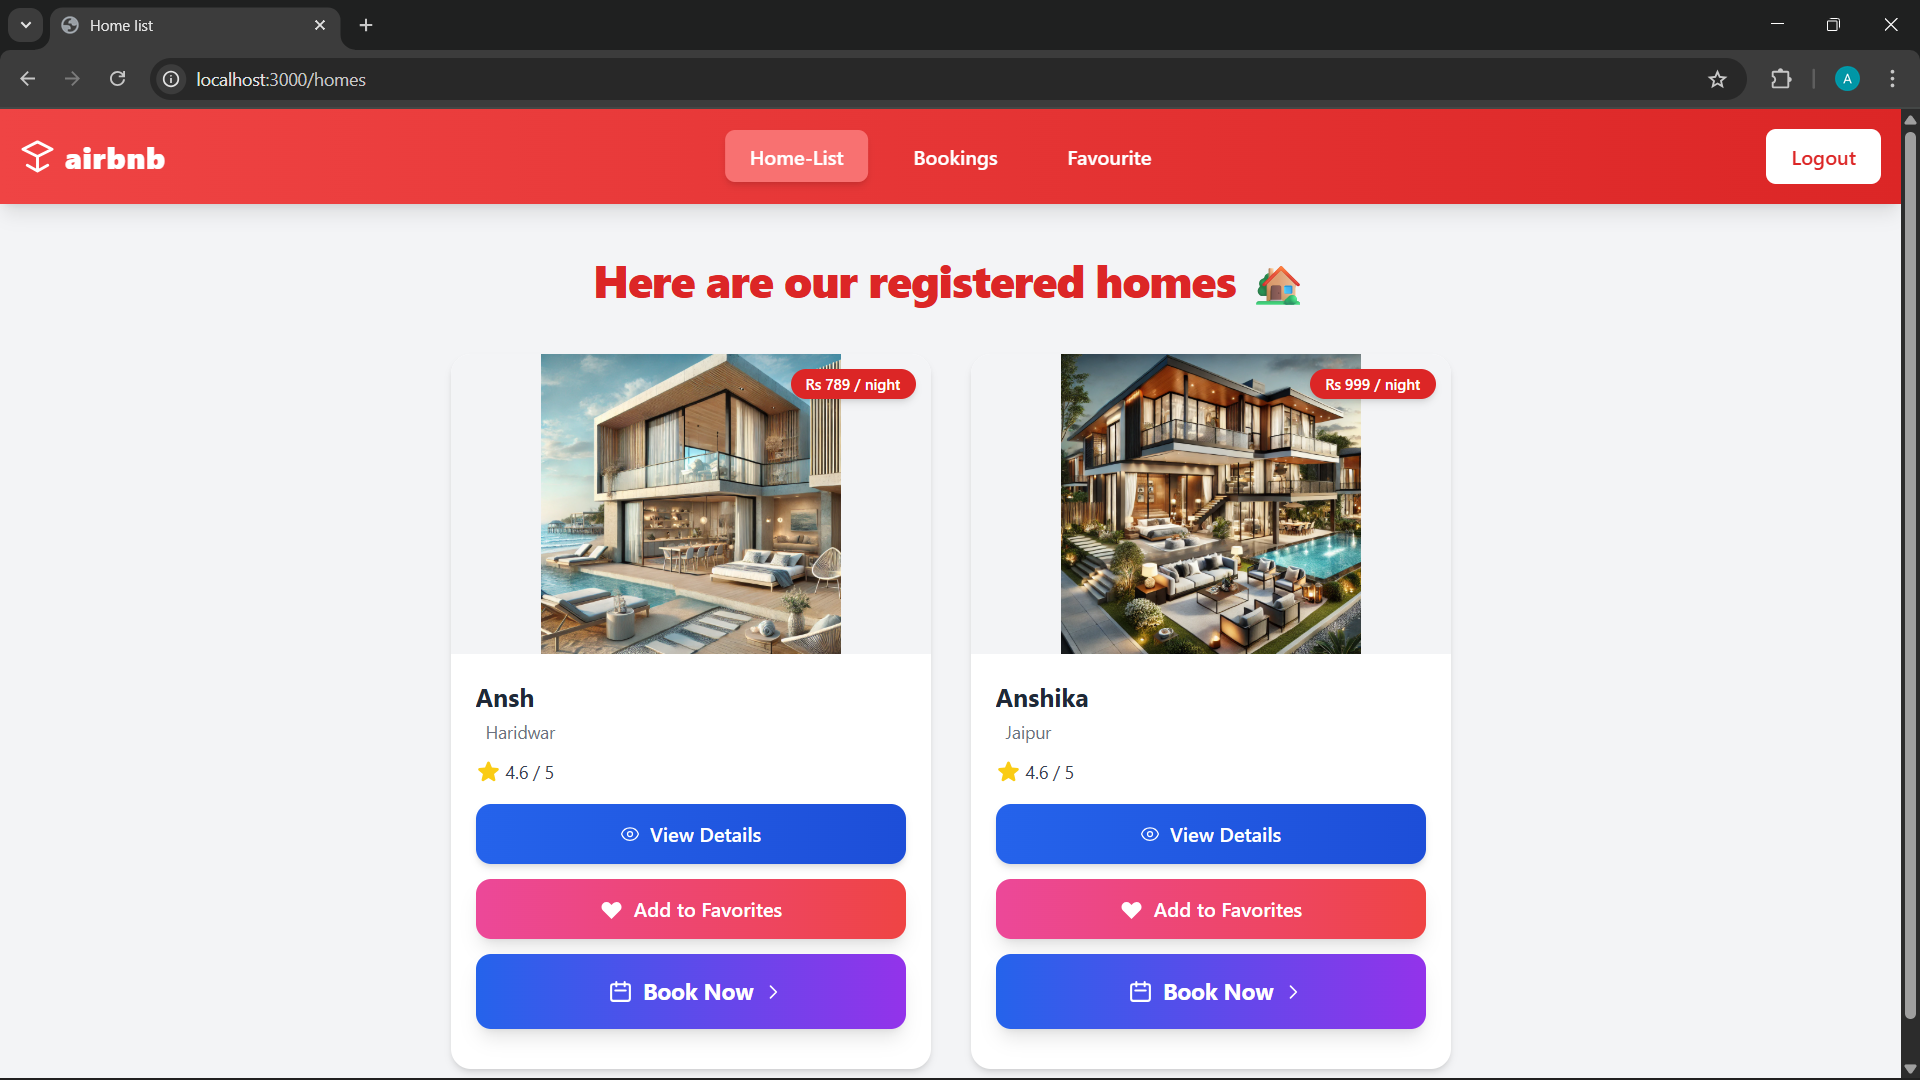 Home list
localhost:3000/homes
A
airbnb
Home-List
Bookings
Favourite
Logout
Here are our registered homes
Rs 789 / night
Ansh
Haridwar
4.6 / 5
View Details
Add to Favorites
Book Now
Rs 999 / night
Anshika
Jaipur
4.6 / 5
View Details
Add to Favorites
Book Now